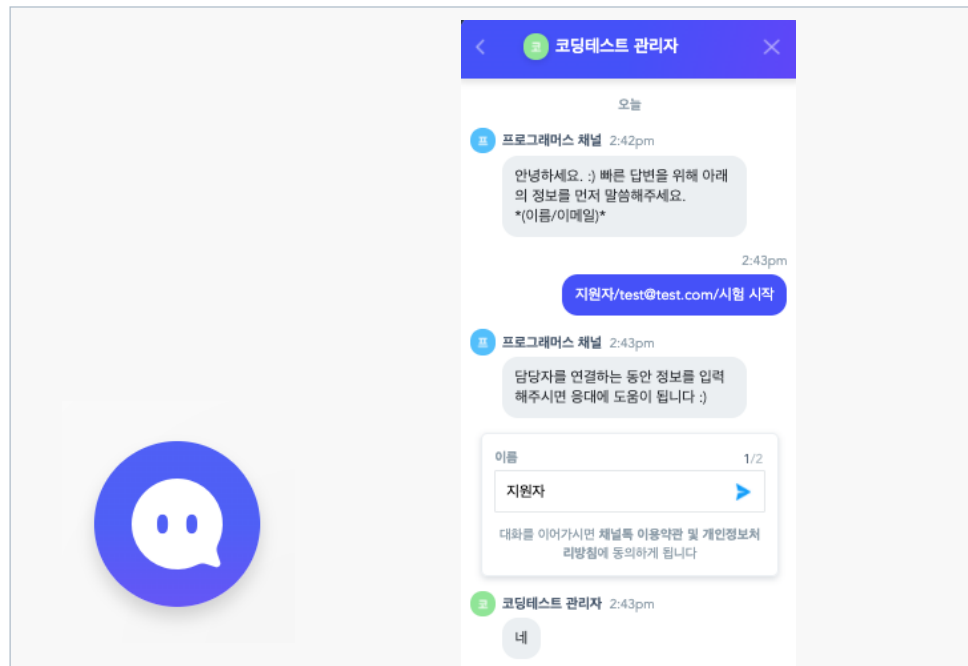 코 코딩테스트 관리자
오늘
프 프로그래머스 채널 2:42pm
안녕하세요. :) 빠른 답변을 위해 아래
의 정보를 먼저 말씀해주세요.
*(이름/이메일)*
2:43pm
지원자/test@test.com/시험 시작
프 프로그래머스 채널 2:43pm
담당자를 연결하는 동안 정보를 입력
해주시면 응대에 도움이 됩니다 :)
이름 1/2
지원자
대화를 이어가시면 채널톡 이용약관 및 개인정보처
리방침에 동의하게 됩니다
코 코딩테스트 관리자 2:43pm
네